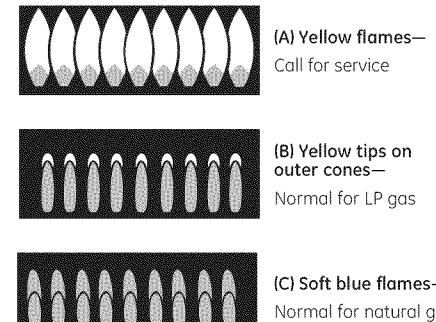 (A) Yellow flames—
Call for service
(B) Yellow tips on
outer cones—
Normal for LP gas
(C) Soft blue flames-
Normal for natural g